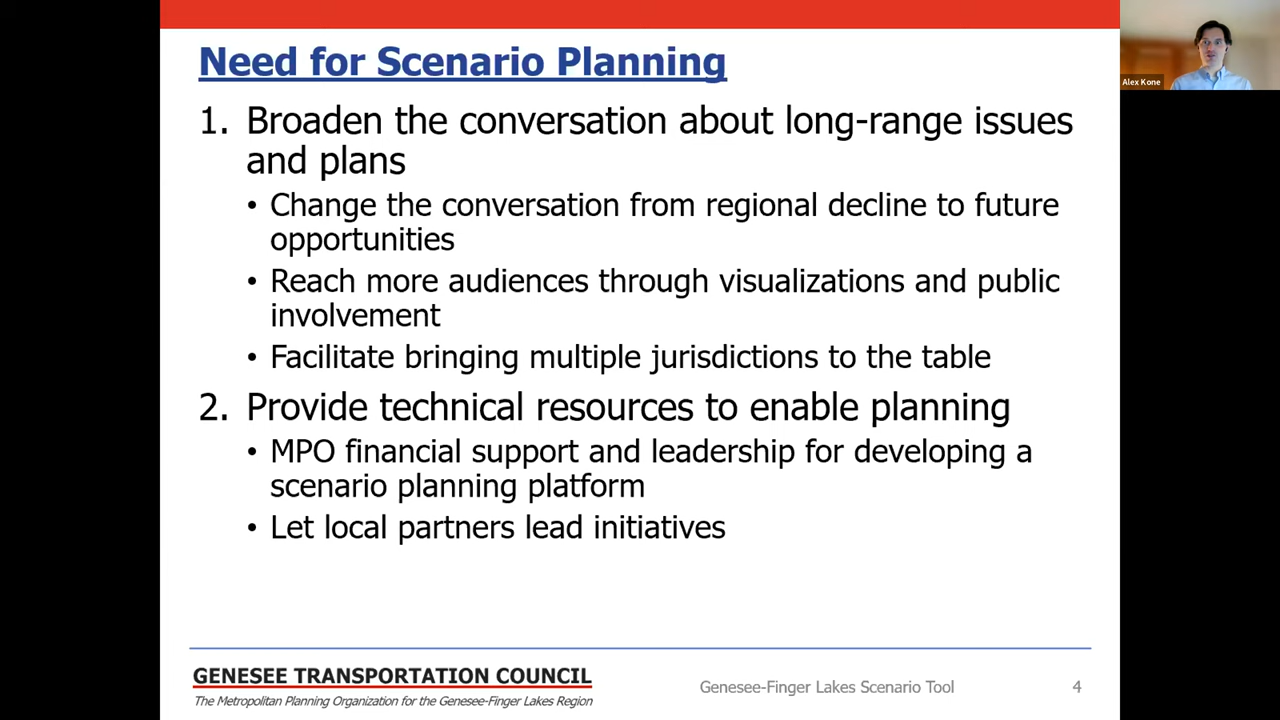 Need for Scenario Planning
1. Broaden the conversation about long-range issues
and plans
• Change the conversation from regional decline to future
opportunities
• Reach more audiences through visualizations and public
involvement
• Facilitate bringing multiple jurisdictions to the table
2. Provide technical resources to enable planning
• MPO financial support and leadership for developing a
scenario planning platform
• Let local partners lead initiatives
GENESEE TRANSPORTATION COUNCIL
The Metropolitan Planning Organization for the Genesee-Finger Lakes Region
Genesee-Finger Lakes Scenario Tool
4
Alex Kone